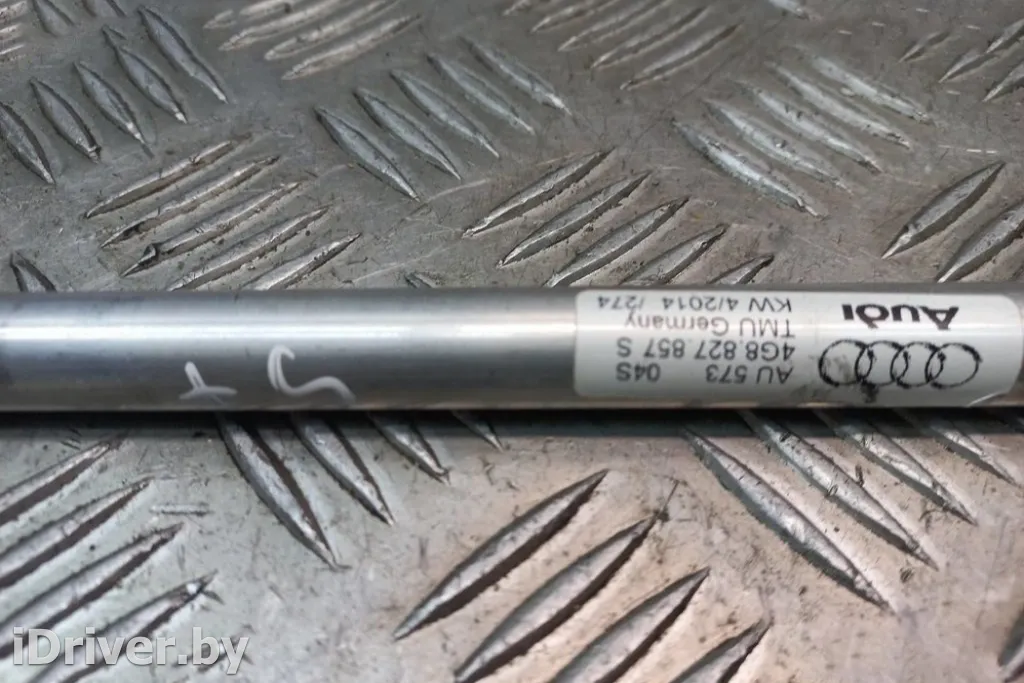 AU 573 04S
4G8.827.857 S
TMU Germany
KW 4/2014 /274
Audi
iDriver.by